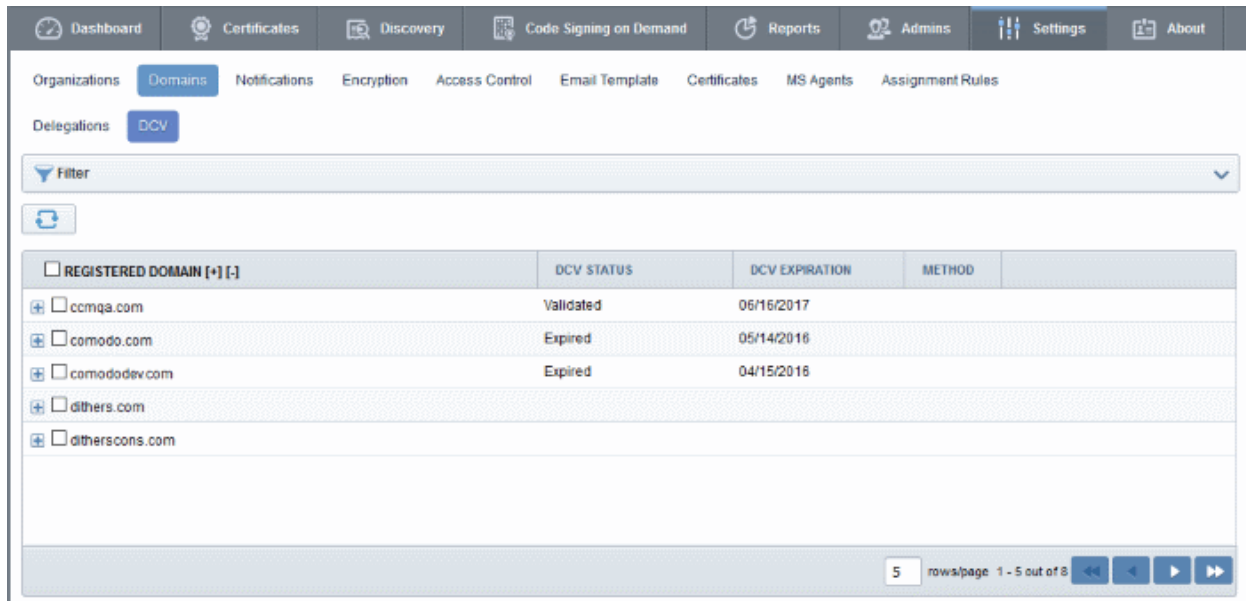 Dashboard Certificates Discovery Code Signing on Demand Reports Admins Settings About
Organizations Domains Notifications Encryption Access Control Email Template Certificates MS Agents Assignment Rules
Delegations DCV
Filter
REGISTERED DOMAIN [+] [-] DCV STATUS DCV EXPIRATION METHOD
ccmqa.com Validated 06/16/2017
comodo.com Expired 05/14/2016
comododev.com Expired 04/15/2016
dithers.com
ditherscons.com
5 rows/page 1 - 5 out of 8